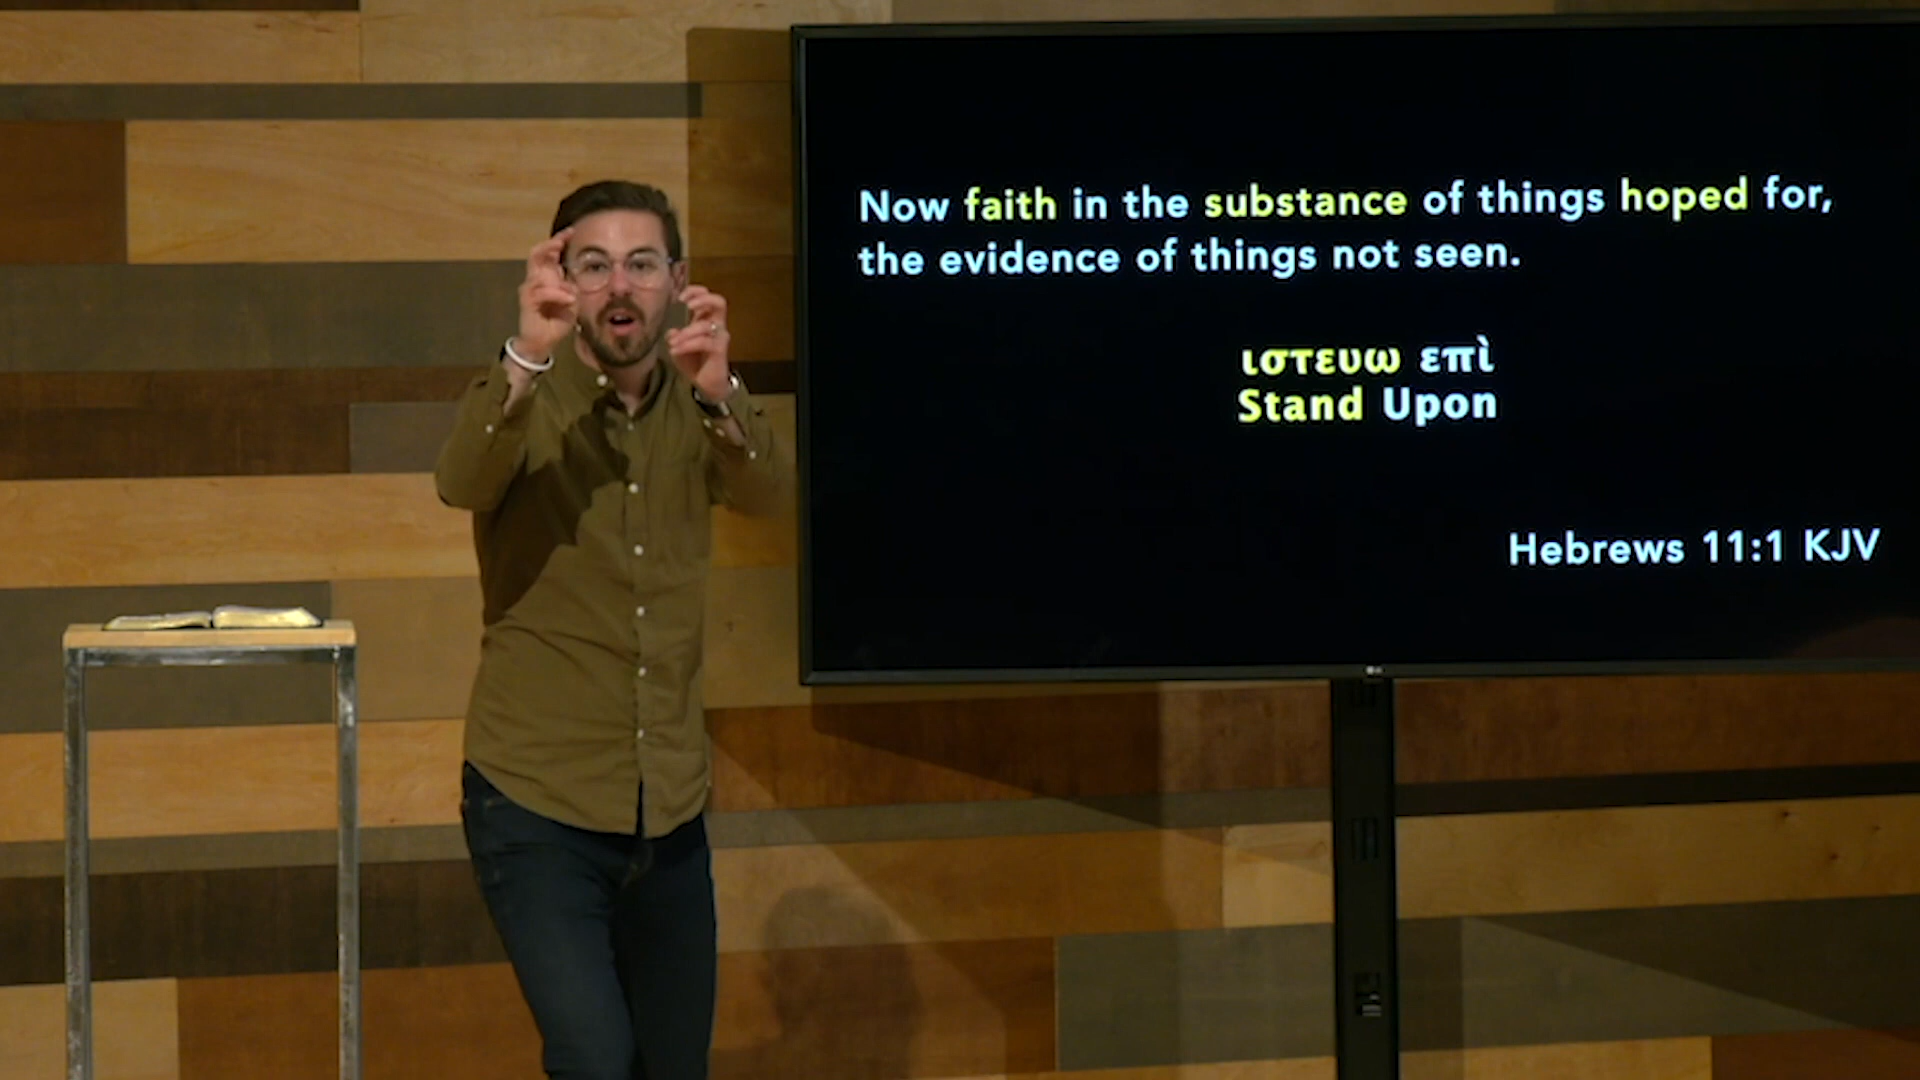 Now faith in the substance of things hoped for,
the evidence of things not seen.
ιστευω επὶ
Stand Upon
Hebrews 11:1 KJV